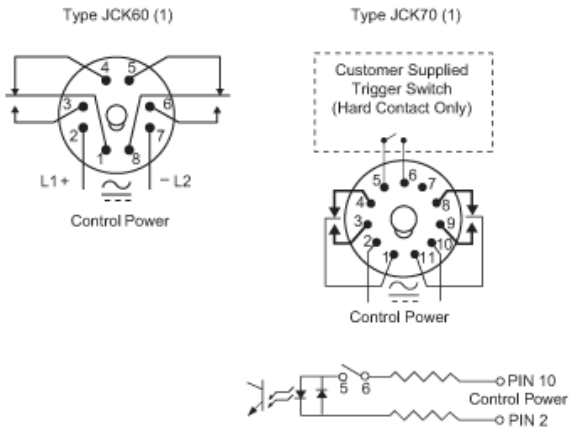 Type JCK60 (1)
4 5
3 6
2 7
1 8
L1+ – L2
Control Power
Type JCK70 (1)
Customer Supplied
Trigger Switch
(Hard Contact Only)
5 6 7
4 8
3 9
2 10
1 11
Control Power
5 6
PIN 10
Control Power
PIN 2